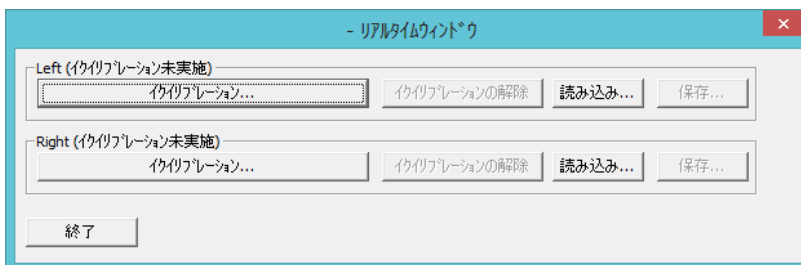 - リアルタイムウィンドウ
Left (イクイリブレーション未実施)
イクイリブレーション... イクイリブレーションの解除 読み込み... 保存...
Right (イクイリブレーション未実施)
イクイリブレーション... イクイリブレーションの解除 読み込み... 保存...
終了